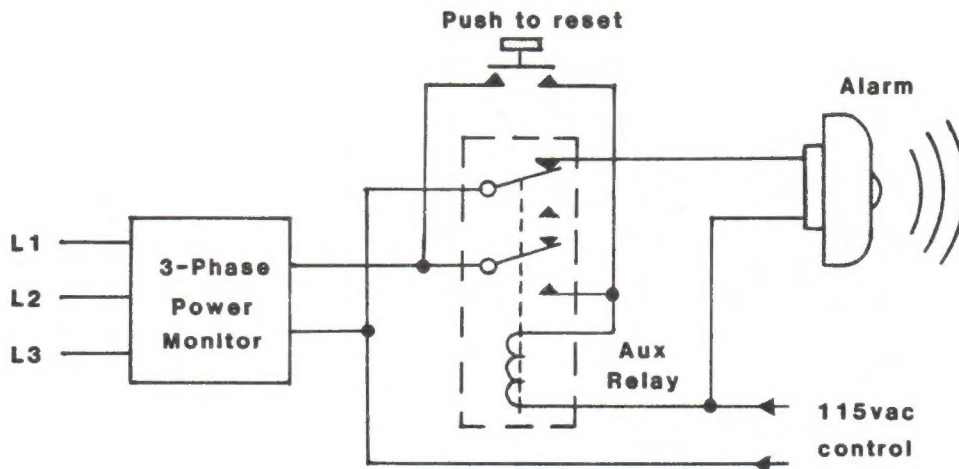 Push to reset
Alarm
L1
L2
L3
3-Phase
Power
Monitor
Aux
Relay
115vac
control